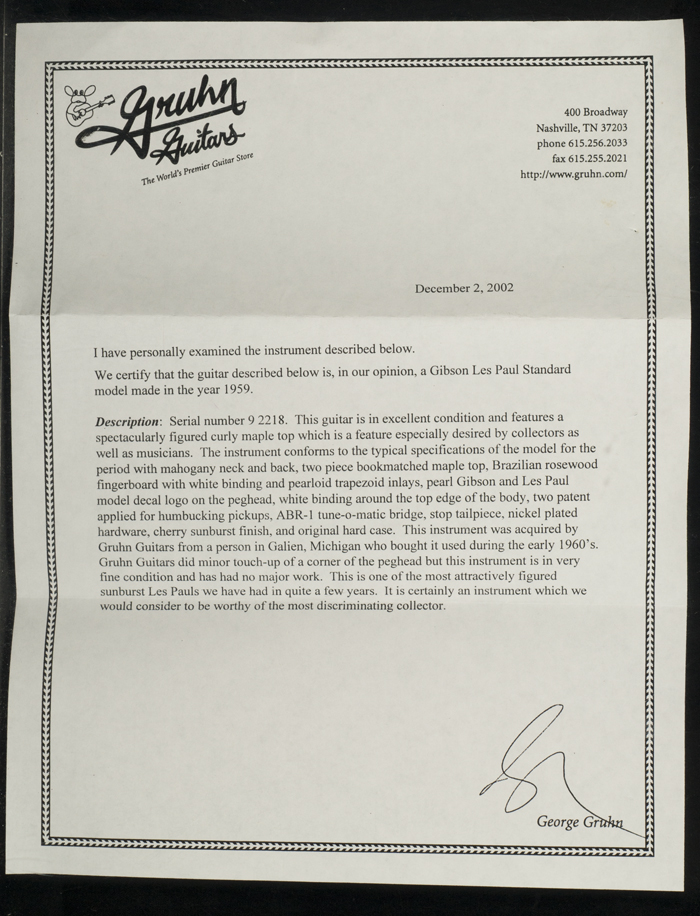 Gruhn
Guitars
The World's Premier Guitar Store
400 Broadway
Nashville, TN 37203
phone 615.256.2033
fax 615.255.2021
http://www.gruhn.com/
December 2, 2002
I have personally examined the instrument described below.
We certify that the guitar described below is, in our opinion, a Gibson Les Paul Standard
model made in the year 1959.
Description: Serial number 9 2218. This guitar is in excellent condition and features a
spectacularly figured curly maple top which is a feature especially desired by collectors as
well as musicians. The instrument conforms to the typical specifications of the model for the
period with mahogany neck and back, two piece bookmatched maple top, Brazilian rosewood
fingerboard with white binding and pearloid trapezoid inlays, pearl Gibson and Les Paul
model decal logo on the peghead, white binding around the top edge of the body, two patent
applied for humbucking pickups, ABR-1 tune-o-matic bridge, stop tailpiece, nickel plated
hardware, cherry sunburst finish, and original hard case. This instrument was acquired by
Gruhn Guitars from a person in Galien, Michigan who bought it used during the early 1960's.
Gruhn Guitars did minor touch-up of a corner of the peghead but this instrument is in very
fine condition and has had no major work. This is one of the most attractively figured
sunburst Les Pauls we have had in quite a few years. It is certainly an instrument which we
would consider to be worthy of the most discriminating collector.
George Gruhn